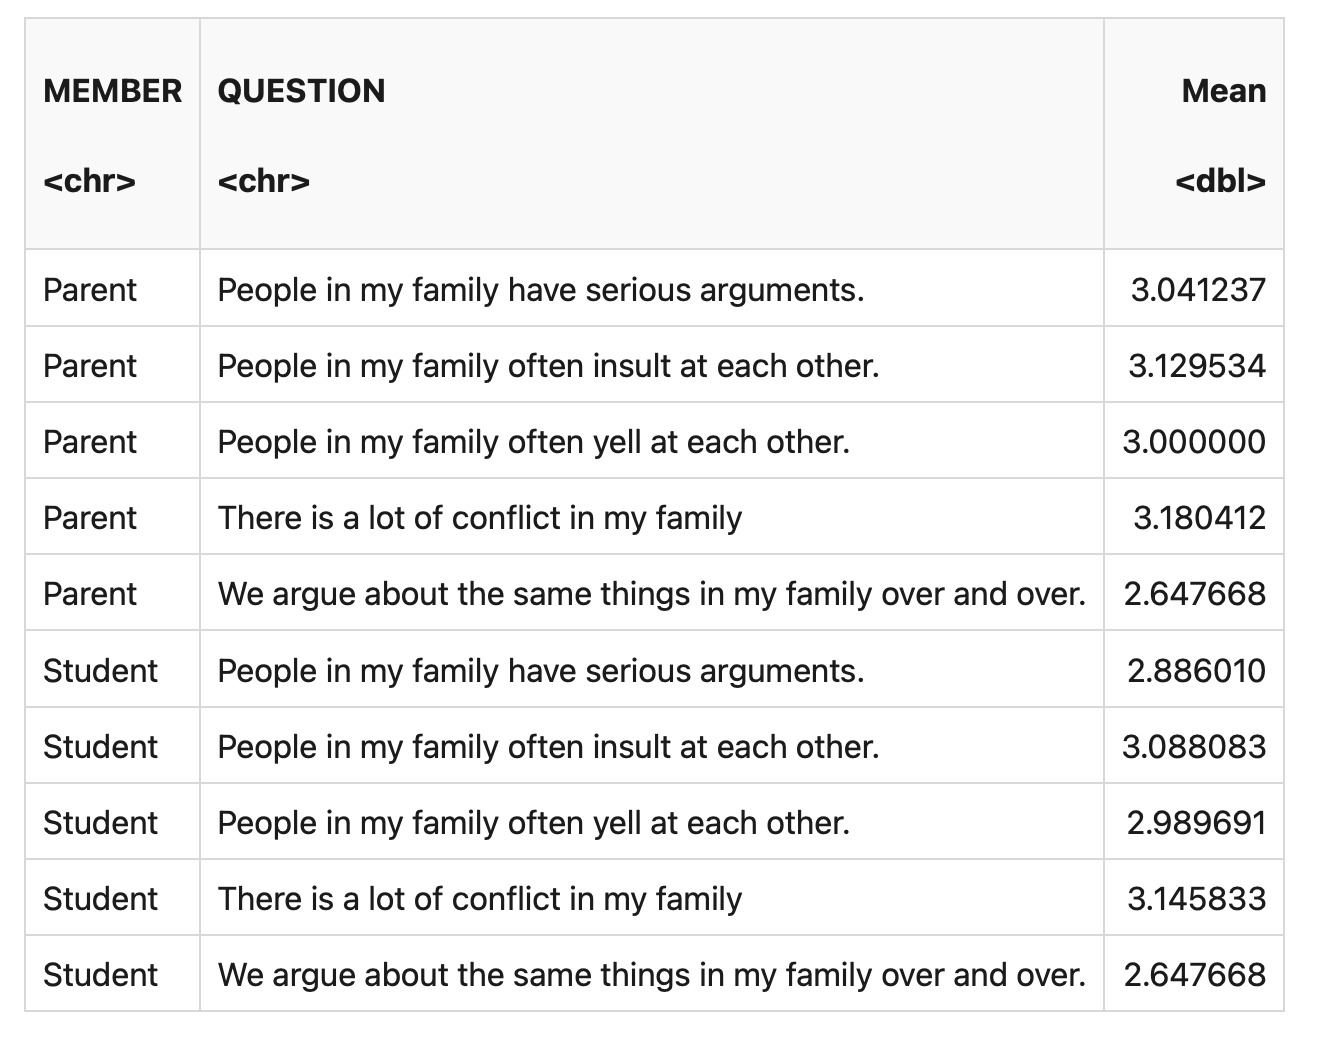 MEMBER QUESTION Mean
<chr> <chr> <dbl>
Parent People in my family have serious arguments. 3.041237
Parent People in my family often insult at each other. 3.129534
Parent People in my family often yell at each other. 3.000000
Parent There is a lot of conflict in my family 3.180412
Parent We argue about the same things in my family over and over. 2.647668
Student People in my family have serious arguments. 2.886010
Student People in my family often insult at each other. 3.088083
Student People in my family often yell at each other. 2.989691
Student There is a lot of conflict in my family 3.145833
Student We argue about the same things in my family over and over. 2.647668